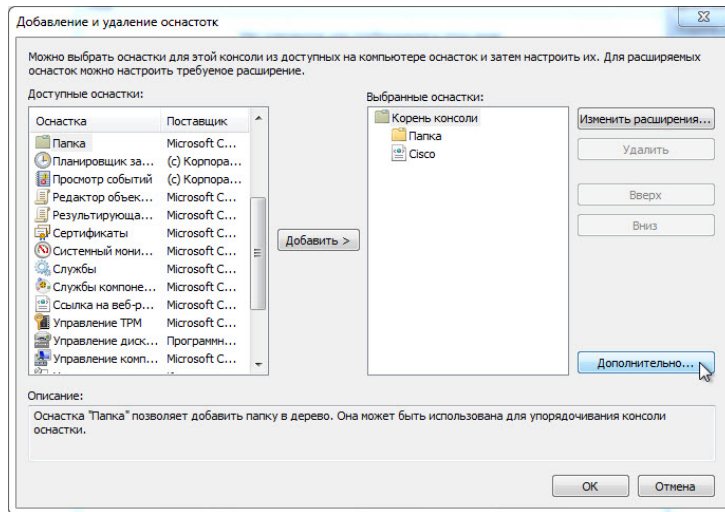 Добавление и удаление оснастотк
Можно выбрать оснастки для этой консоли из доступных на компьютере оснасток и затем настроить их. Для расширяемых
оснасток можно настроить требуемое расширение.
Доступные оснастки:
Оснастка Поставщик
Папка Microsoft C...
Планировщик за... (c) Корпора...
Просмотр событий (c) Корпора...
Редактор объек... Microsoft C...
Результирующа... Microsoft C...
Сертификаты Microsoft C...
Системный мони... Microsoft C...
Службы Microsoft C...
Службы компоне... Microsoft C...
Ссылка на веб-р... Microsoft C...
Управление TPM Microsoft C...
Управление диск... Программн...
Управление комп... Microsoft C...
Добавить >
Выбранные оснастки:
Корень консоли
Папка
Cisco
Изменить расширения...
Удалить
Вверх
Вниз
Дополнительно...
Описание:
Оснастка "Папка" позволяет добавить папку в дерево. Она может быть использована для упорядочивания консоли
оснастки.
ОК
Отмена